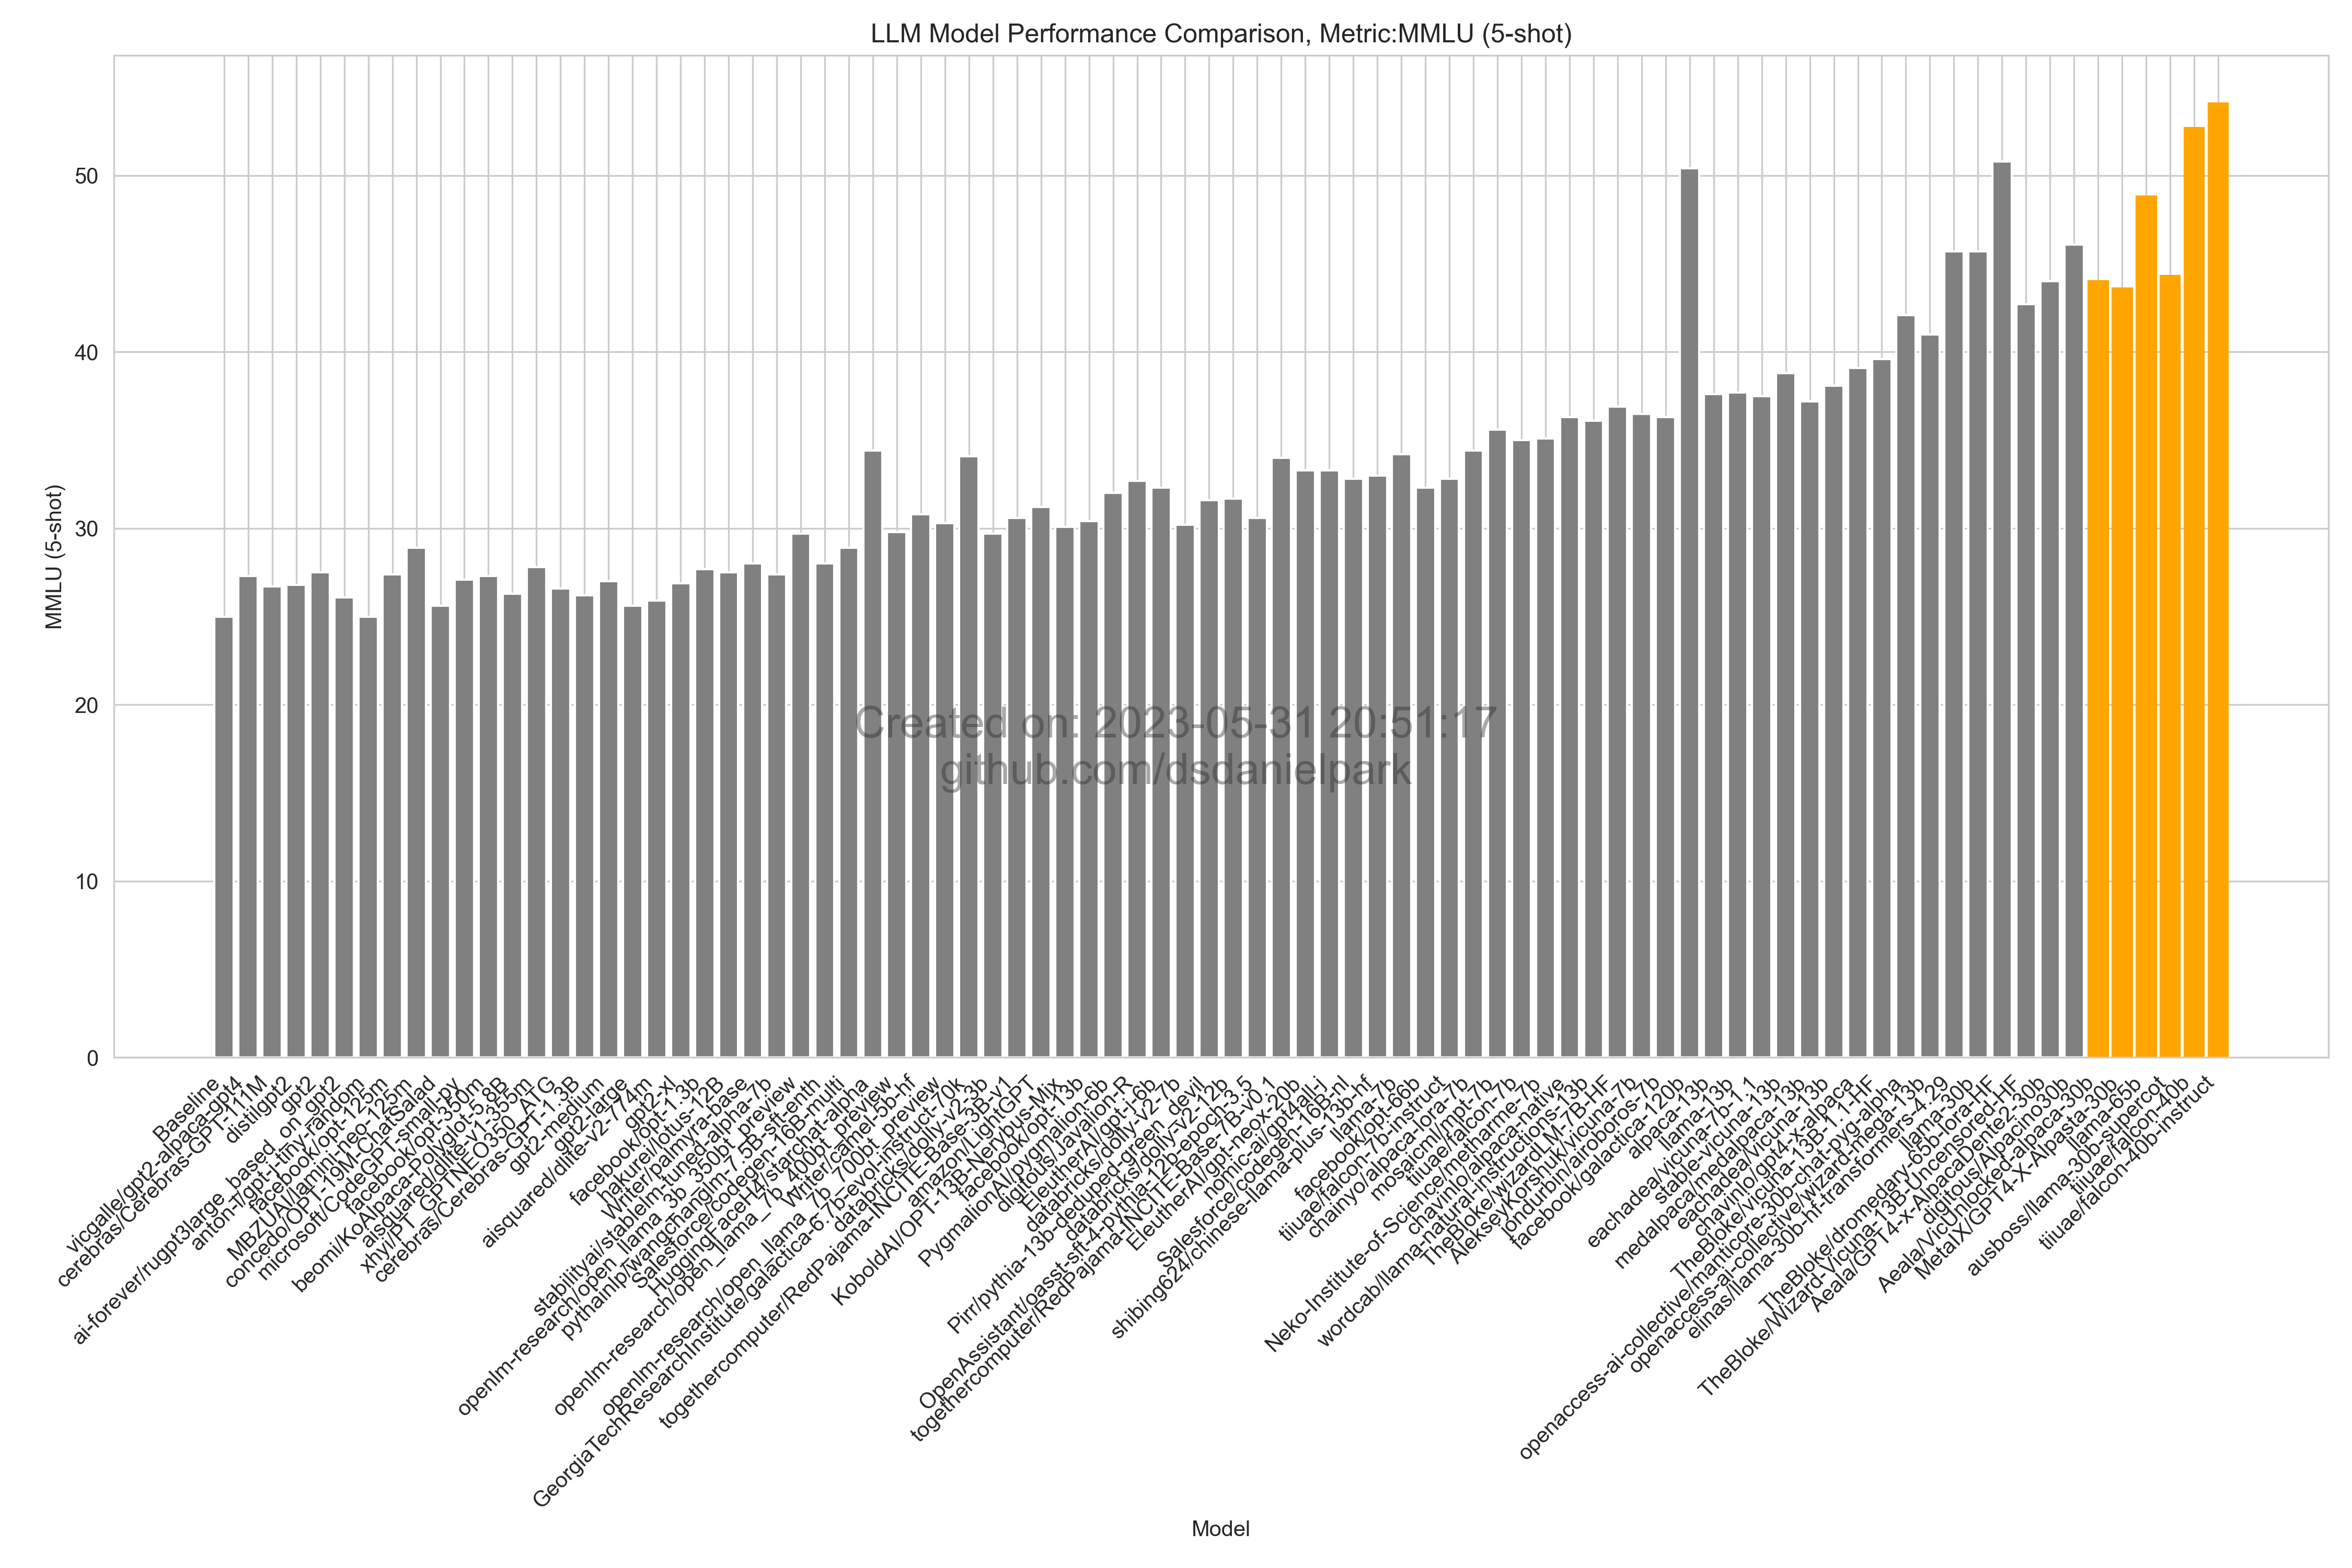 LLM Model Performance Comparison, Metric:MMLU (5-shot)
MMLU (5-shot)
50
40
30
20
10
0
Created on: 2023-05-31 20:51:17
github.com/dsdanielpark
Baseline
vicgalle/gpt2-alpaca-gpt4
cerebras/Cerebras-GPT-111M
distilgpt2
gpt2
ai-forever/rugpt3large_based_on_gpt2
anton-l/gpt-j-tiny-random
facebook/opt-125m
MBZUAI/lamini-neo-125m
concedo/OPT-19M-ChatSalad
microsoft/CodeGPT-small-py
facebook/opt-350m
beomi/KoAlpaca-Polyglot-5.8B
aisquared/dlite-v1-355m
xhyi/PT_GPTNEO350_ATG
cerebras/Cerebras-GPT-1.3B
gpt2-medium
gpt2-large
aisquared/dlite-v2-774m
gpt2-xl
facebook/opt-1.3b
hakurei/lotus-12B
Writer/palmyra-base
stabilityai/stablelm-tuned-alpha-7b
openlm-research/open_llama_3b_350bt_preview
pythainlp/wangchanglm-7.5B-sft-enth
Salesforce/codegen-16B-multi
HuggingFaceH4/starchat-alpha
openlm-research/open_llama_7b_400bt_preview
Writer/camel-5b-hf
openlm-research/open_llama_7b_700bt_preview
GeorgiaTechResearchInstitute/galactica-6.7b-evol-instruct-70k
databricks/dolly-v2-3b
togethercomputer/RedPajama-INCITE-Base-3B-v1
amazon/LightGPT
KoboldAI/OPT-13B-Nerybus-Mix
facebook/opt-13b
PygmalionAI/pygmalion-6b
digitous/Javalion-R
EleutherAI/gpt-j-6b
databricks/dolly-v2-7b
Pirr/pythia-13b-deduped-green_devil
databricks/dolly-v2-12b
OpenAssistant/oasst-sft-4-pythia-12b-epoch-3.5
togethercomputer/RedPajama-INCITE-Base-7B-v0.1
EleutherAI/gpt-neox-20b
nomic-ai/gpt4all-j
Salesforce/codegen-16B-nl
shibing624/chinese-llama-plus-13b-hf
llama-7b
facebook/opt-66b
tiiuae/falcon-7b-instruct
chainyo/alpaca-lora-7b
mosaicml/mpt-7b
tiiuae/falcon-7b
Neko-Institute-of-Science/metharme-7b
chavinlo/alpaca-native
wordcab/llama-natural-instructions-13b
TheBloke/wizardLM-7B-HF
AlekseyKorshuk/vicuna-7b
jondurbin/airoboros-7b
facebook/galactica-120b
alpaca-13b
llama-13b
eachadea/vicuna-7b-1.1
stable-vicuna-13b
medalpaca/medalpaca-13b
eachadea/vicuna-13b
chavinlo/gpt4-x-alpaca
TheBloke/vicuna-13B-1.1-HF
openaccess-ai-collective/manticore-30b-chat-pyg-alpha
openaccess-ai-collective/wizard-mega-13b
elinas/llama-30b-hf-transformers-4.29
llama-30b
TheBloke/dromedary-65b-lora-HF
TheBloke/Wizard-Vicuna-13B-Uncensored-HF
Aeala/GPT4-x-AlpacaDente2-30b
digitous/Alpacino30b
Aeala/VicUnlocked-alpaca-30b
MetaIX/GPT4-X-Alpasta-30b
llama-65b
ausboss/llama-30b-supercot
tiiuae/falcon-40b
tiiuae/falcon-40b-instruct
Model